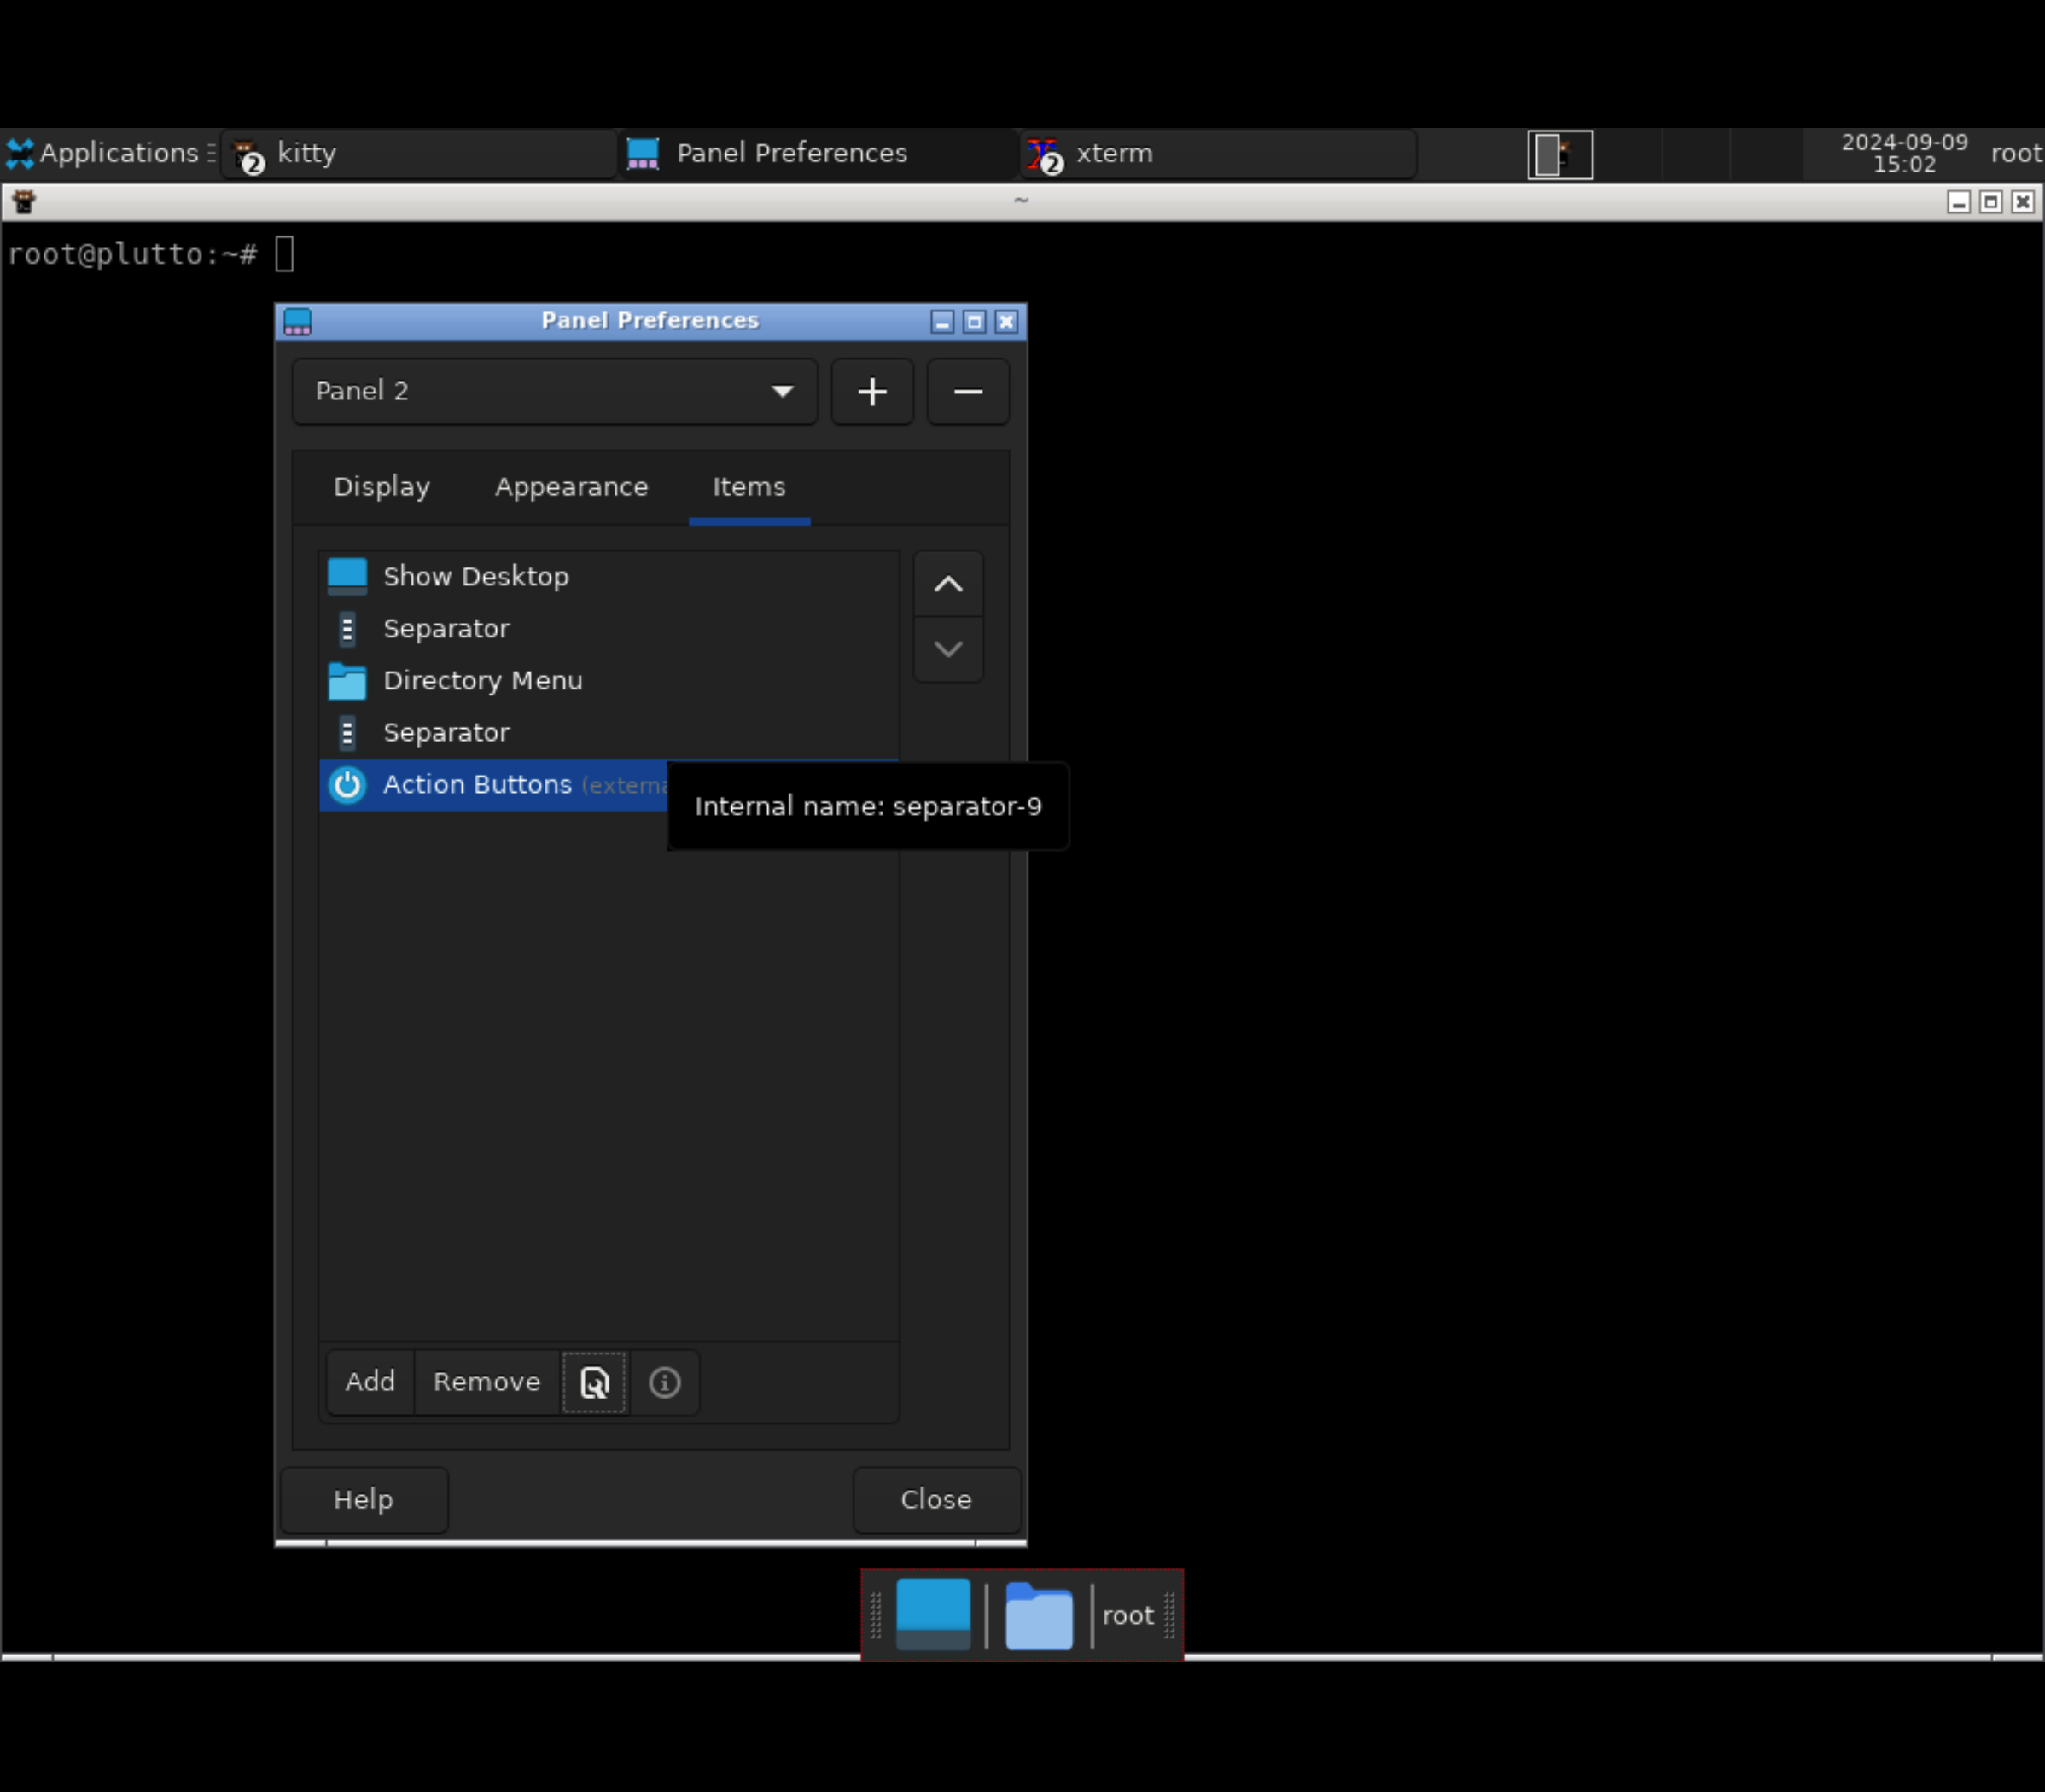 Applications kitty Panel Preferences xterm 2024-09-09 root
2 2 15:02
~
root@plutto:~#
Panel Preferences
Panel 2
Display Appearance Items
Show Desktop
Separator
Directory Menu
Separator
Action Buttons (externa
Internal name: separator-9
Add Remove
Help Close
root